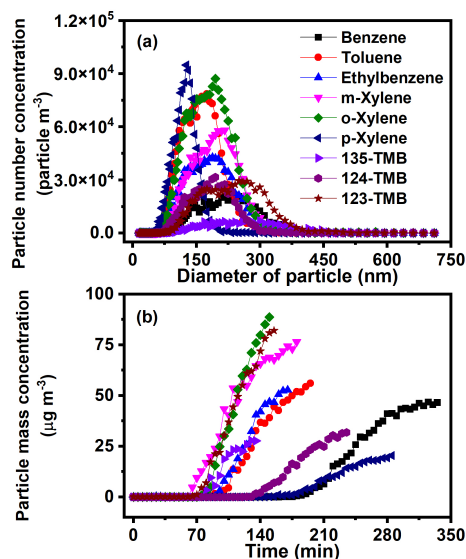 (a)
1.2×10⁵
9.0×10⁴
6.0×10⁴
3.0×10⁴
0.0
Particle number concentration
(particle m⁻³)
Benzene
Toluene
Ethylbenzene
m-Xylene
o-Xylene
p-Xylene
135-TMB
124-TMB
123-TMB
0 150 300 450 600 750
Diameter of particle (nm)
(b)
100
75
50
25
0
Particle mass concentration
(μg m⁻³)
0 70 140 210 280 350
Time (min)